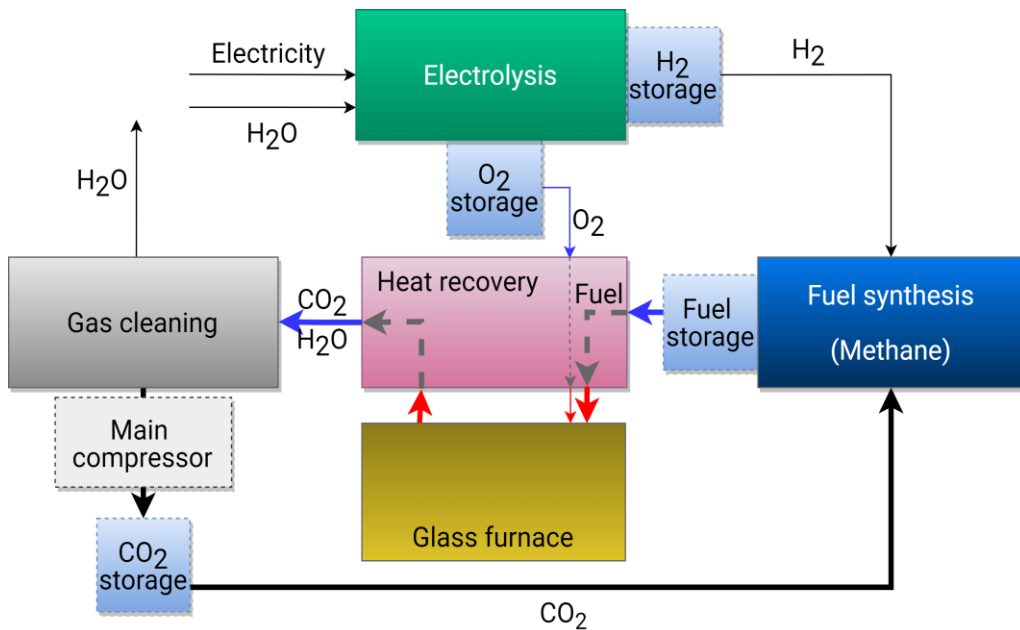 Electricity
H₂O
Electrolysis
H₂
storage
H₂
H₂O
O₂
storage
O₂
Gas cleaning
CO₂
H₂O
Heat recovery
Fuel
Fuel
storage
Fuel synthesis
(Methane)
Main
compressor
Glass furnace
CO₂
storage
CO₂